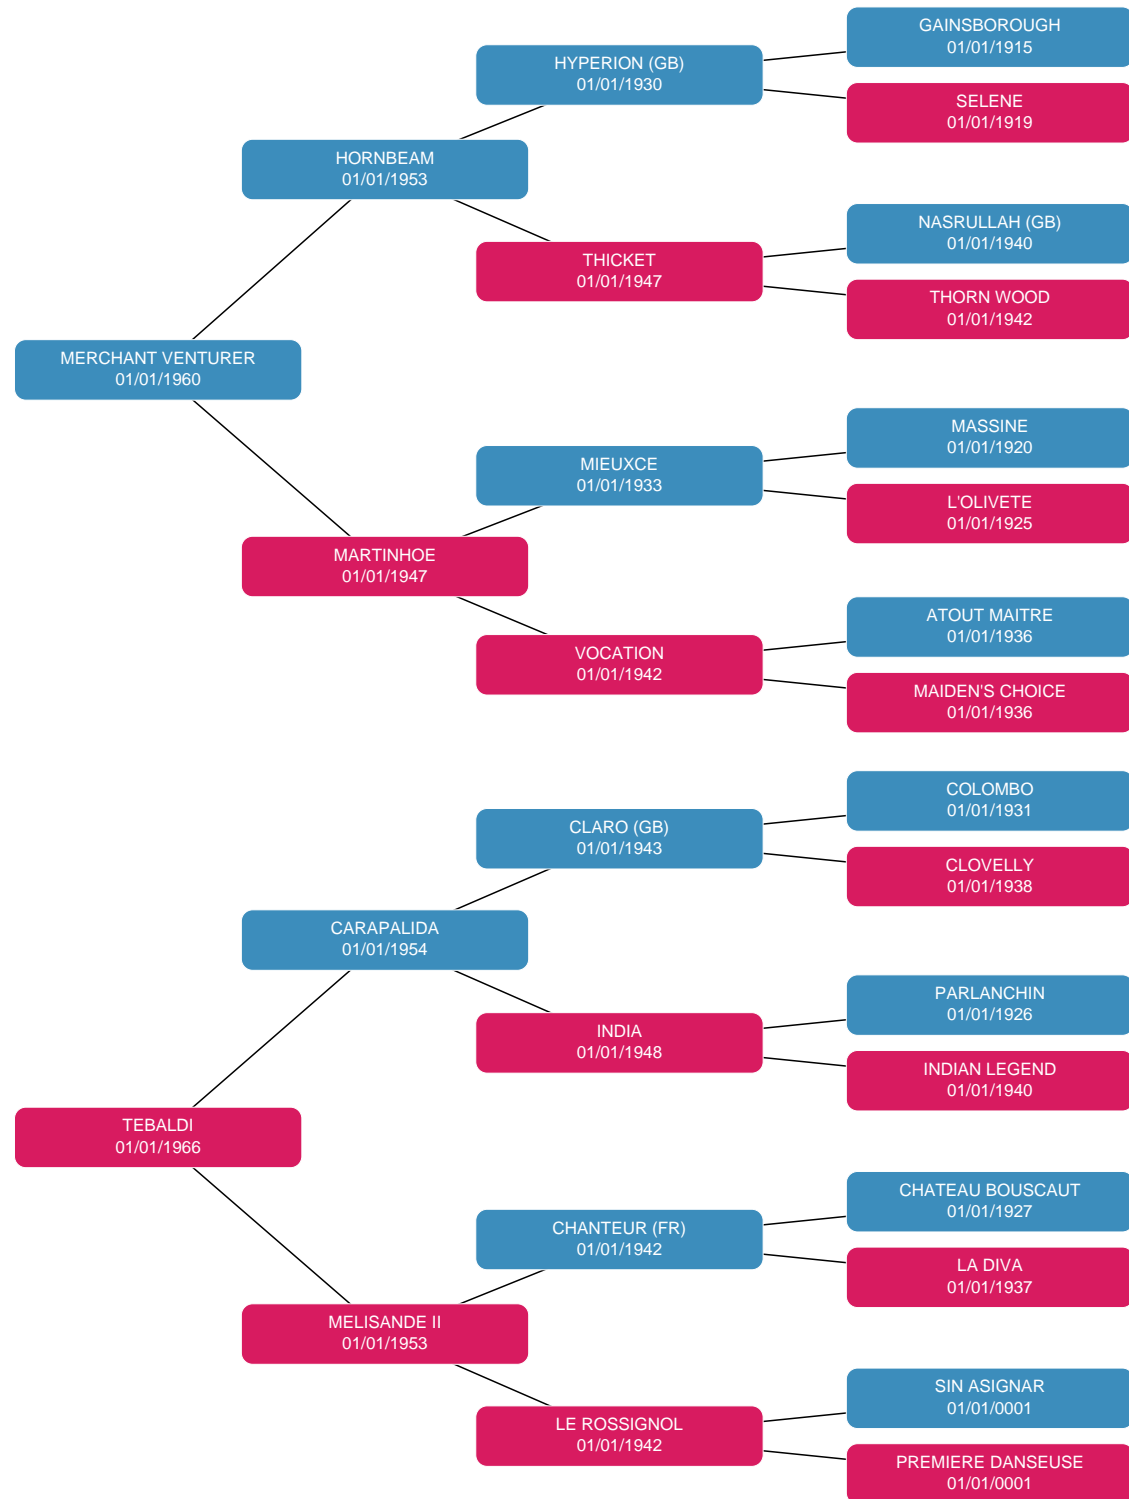 GAINSBOROUGH
01/01/1915
HYPERION (GB)
01/01/1930
SELENE
01/01/1919
HORNBEAM
01/01/1953
NASRULLAH (GB)
01/01/1940
THICKET
01/01/1947
THORN WOOD
01/01/1942
MERCHANT VENTURER
01/01/1960
MASSINE
01/01/1920
MIEUXCE
01/01/1933
L'OLIVETE
01/01/1925
MARTINHOE
01/01/1947
ATOUT MAITRE
01/01/1936
VOCATION
01/01/1942
MAIDEN'S CHOICE
01/01/1936
COLOMBO
01/01/1931
CLARO (GB)
01/01/1943
CLOVELLY
01/01/1938
CARAPALIDA
01/01/1954
PARLANCHIN
01/01/1926
INDIA
01/01/1948
INDIAN LEGEND
01/01/1940
TEBALDI
01/01/1966
CHATEAU BOUSCAUT
01/01/1927
CHANTEUR (FR)
01/01/1942
LA DIVA
01/01/1937
MELISANDE II
01/01/1953
SIN ASIGNAR
01/01/0001
LE ROSSIGNOL
01/01/1942
PREMIERE DANSEUSE
01/01/0001